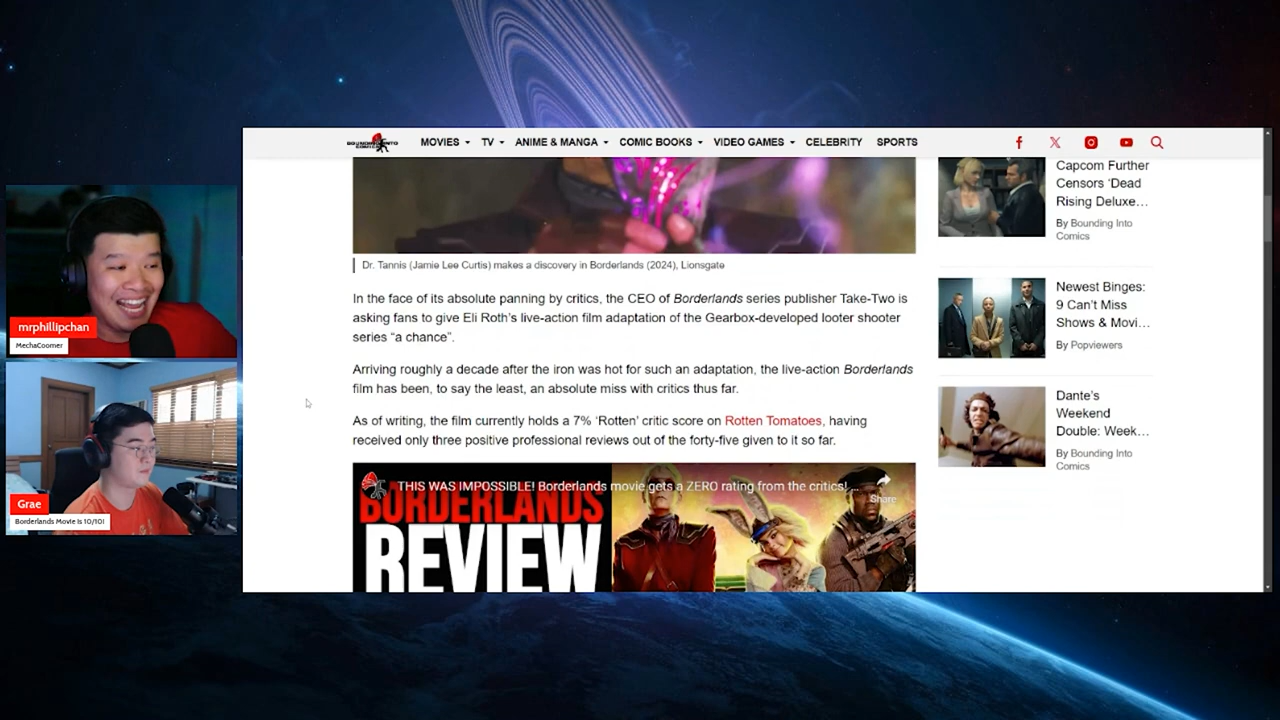 BOUNDING INTO
COMICS
MOVIES TV ANIME & MANGA COMIC BOOKS VIDEO GAMES CELEBRITY SPORTS
Dr. Tannis (Jamie Lee Curtis) makes a discovery in Borderlands (2024), Lionsgate
In the face of its absolute panning by critics, the CEO of Borderlands series publisher Take-Two is
asking fans to give Eli Roth's live-action film adaptation of the Gearbox-developed looter shooter
series “a chance”.
Arriving roughly a decade after the iron was hot for such an adaptation, the live-action Borderlands
film has been, to say the least, an absolute miss with critics thus far.
As of writing, the film currently holds a 7% ‘Rotten’ critic score on Rotten Tomatoes, having
received only three positive professional reviews out of the forty-five given to it so far.
THIS WAS IMPOSSIBLE! Borderlands movie gets a ZERO rating from the critics! ...
Share
BORDERLANDS
REVIEW
Capcom Further
Censors ‘Dead
Rising Deluxe...
By Bounding Into
Comics
Newest Binges:
9 Can't Miss
Shows & Movi...
By Popviewers
Dante's
Weekend
Double: Week...
By Bounding Into
Comics
mrphillipchan
MechaCoomer
Grae
Borderlands Movie is 10/10!